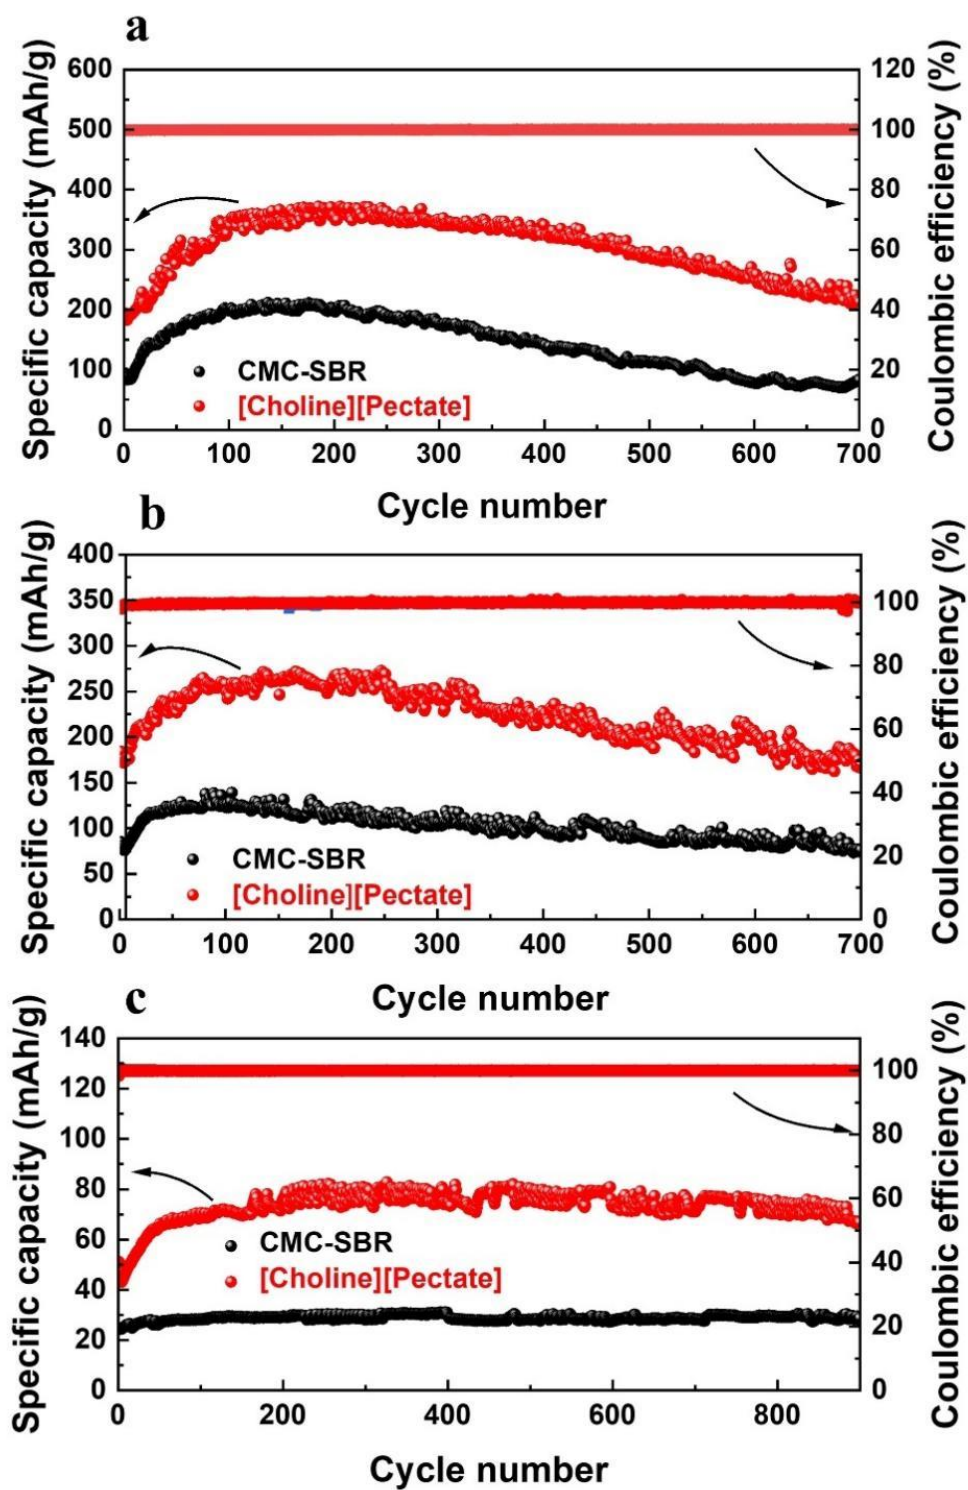 a
Specific capacity (mAh/g)
600
500
400
300
200
100
0
CMC-SBR
[Choline][Pectate]
120
100
80
60
40
20
0
Coulombic efficiency (%)
0 100 200 300 400 500 600 700
Cycle number
b
Specific capacity (mAh/g)
400
350
300
250
200
150
100
50
0
CMC-SBR
[Choline][Pectate]
100
80
60
40
20
0
Coulombic efficiency (%)
0 100 200 300 400 500 600 700
Cycle number
c
Specific capacity (mAh/g)
140
120
100
80
60
40
20
0
CMC-SBR
[Choline][Pectate]
100
80
60
40
20
0
Coulombic efficiency (%)
0 200 400 600 800
Cycle number